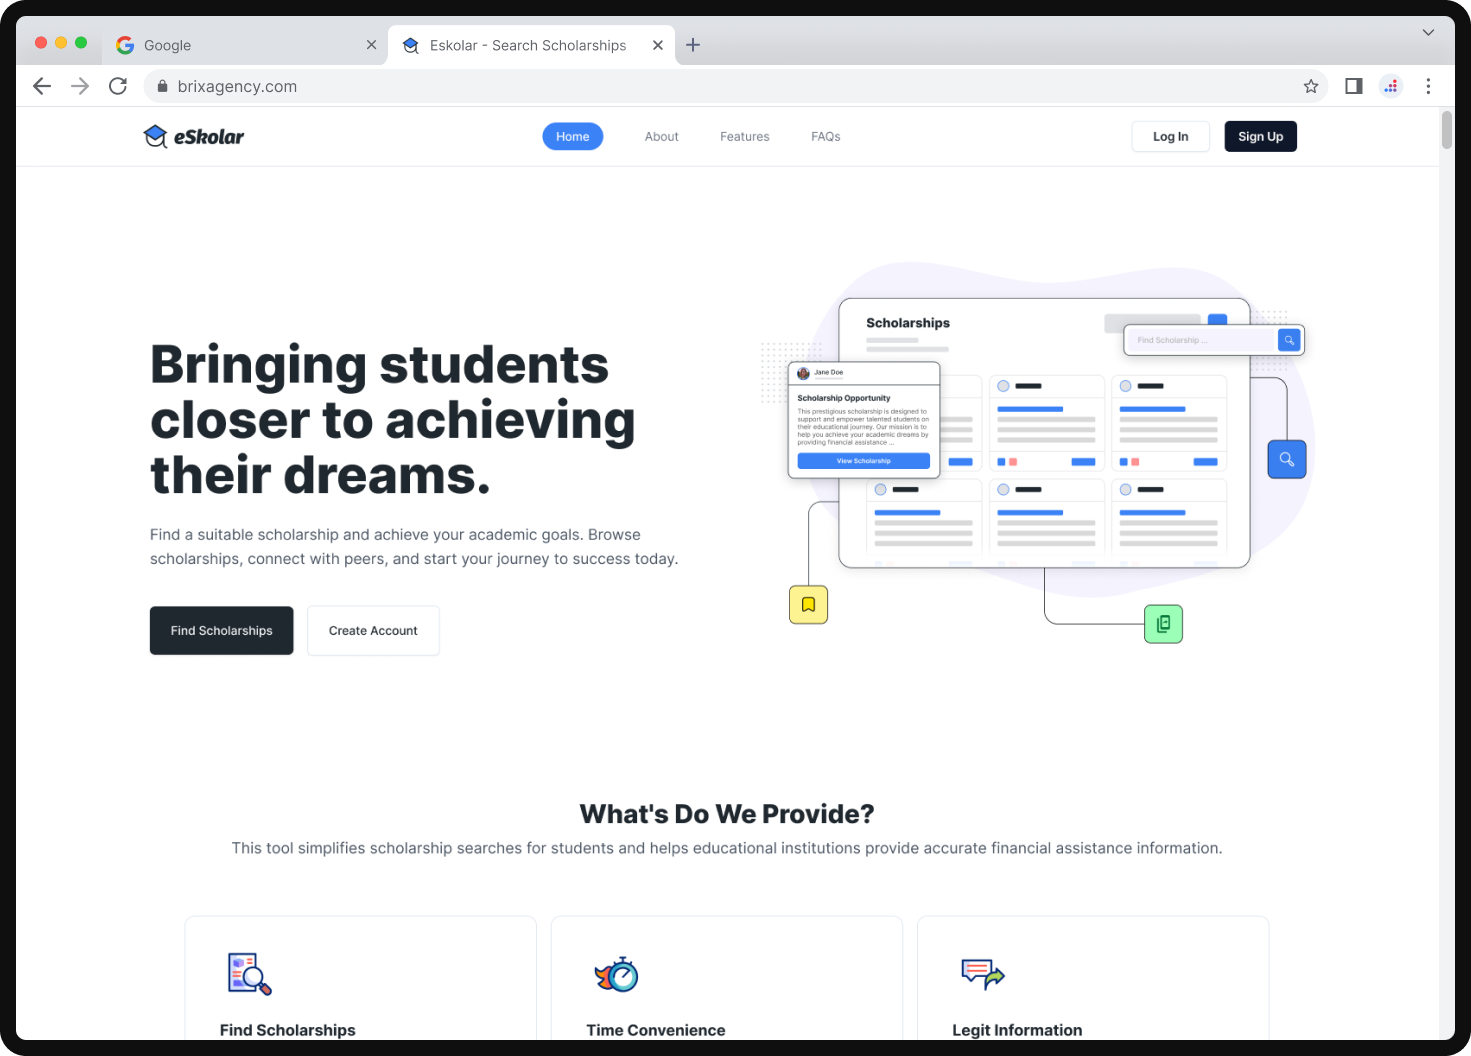 Google
Eskolar - Search Scholarships
brixagency.com
eSkolar
Home
About
Features
FAQs
Log In
Sign Up
Bringing students
closer to achieving
their dreams.
Find a suitable scholarship and achieve your academic goals. Browse
scholarships, connect with peers, and start your journey to success today.
Find Scholarships
Create Account
Scholarships
Find Scholarship ...
Jane Doe
Scholarship Opportunity
This prestigious scholarship is designed to
support and empower talented students on
their educational journey. Our mission is to
help you achieve your academic dreams by
providing financial assistance ...
View Scholarship
What's Do We Provide?
This tool simplifies scholarship searches for students and helps educational institutions provide accurate financial assistance information.
Find Scholarships
Time Convenience
Legit Information